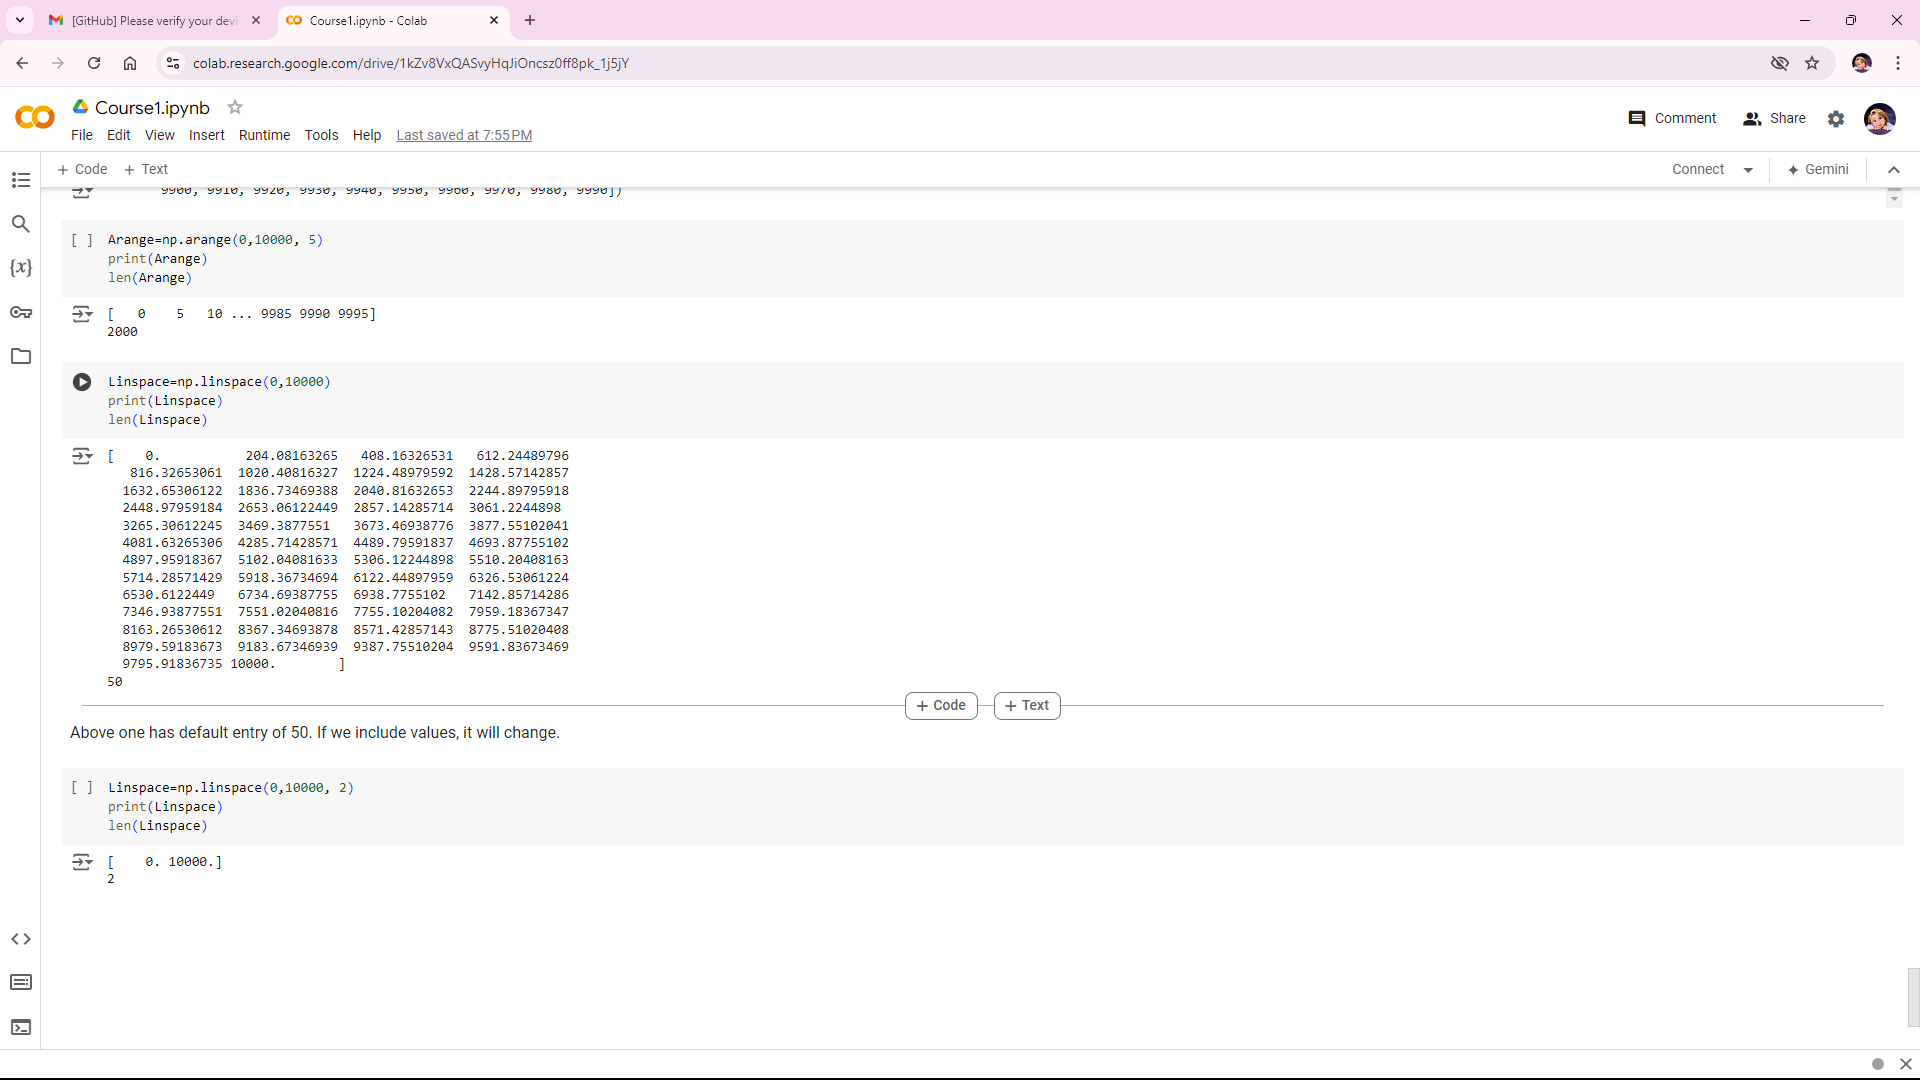 [GitHub] Please verify your devi
Course1.ipynb - Colab
colab.research.google.com/drive/1kZv8VxQASvyHqJiOncsz0ff8pk_1j5jY
Course1.ipynb
File Edit View Insert Runtime Tools Help Last saved at 7:55 PM
Comment Share
+ Code + Text
Connect Gemini
9900, 9910, 9920, 9930, 9940, 9950, 9960, 9970, 9980, 9990])
[ ] Arange=np.arange(0,10000, 5)
print(Arange)
len(Arange)
[   0    5   10 ... 9985 9990 9995]
2000
Linspace=np.linspace(0,10000)
print(Linspace)
len(Linspace)
[    0.           204.08163265   408.16326531   612.24489796
816.32653061  1020.40816327  1224.48979592  1428.57142857
1632.65306122  1836.73469388  2040.81632653  2244.89795918
2448.97959184  2653.06122449  2857.14285714  3061.2244898
3265.30612245  3469.3877551   3673.46938776  3877.55102041
4081.63265306  4285.71428571  4489.79591837  4693.87755102
4897.95918367  5102.04081633  5306.12244898  5510.20408163
5714.28571429  5918.36734694  6122.44897959  6326.53061224
6530.6122449   6734.69387755  6938.7755102   7142.85714286
7346.93877551  7551.02040816  7755.10204082  7959.18367347
8163.26530612  8367.34693878  8571.42857143  8775.51020408
8979.59183673  9183.67346939  9387.75510204  9591.83673469
9795.91836735 10000.        ]
50
+ Code + Text
Above one has default entry of 50. If we include values, it will change.
[ ] Linspace=np.linspace(0,10000, 2)
print(Linspace)
len(Linspace)
[    0. 10000.]
2